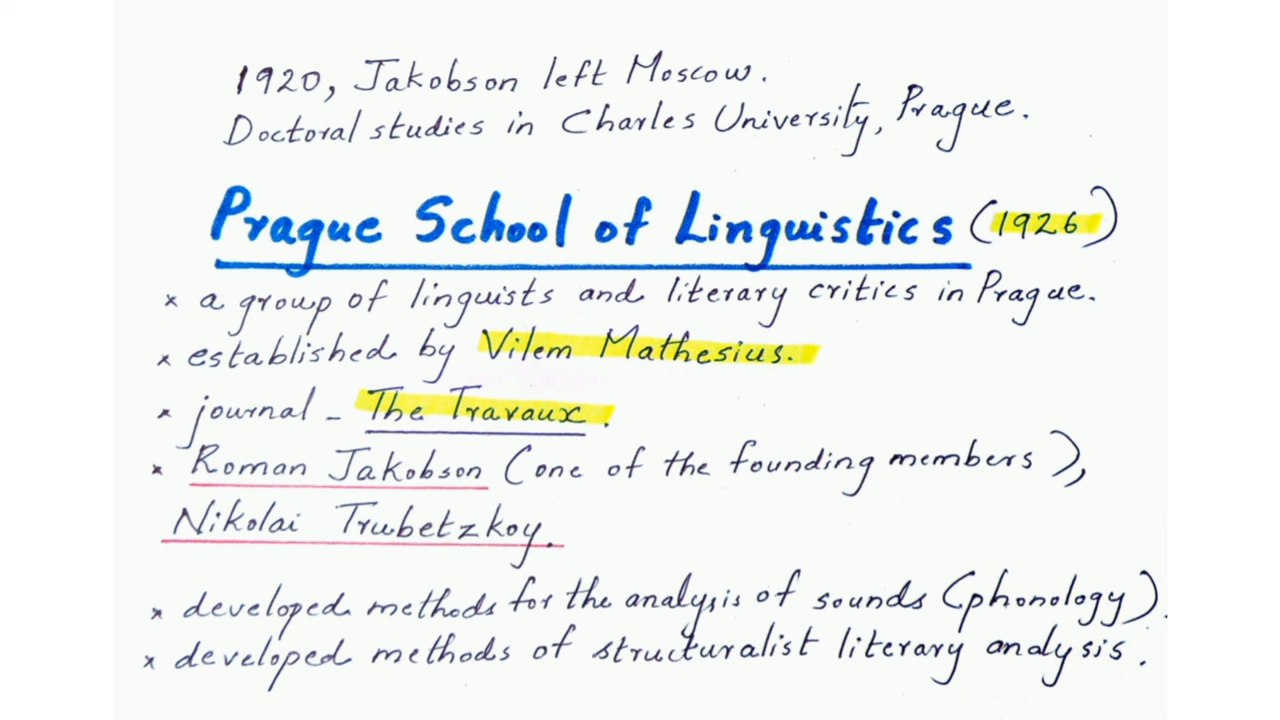 1920, Jakobson left Moscow.
Doctoral studies in Charles University, Prague.
Prague School of Linguistics (1926)
× a group of linguists and literary critics in Prague.
× established by Vilem Mathesius.
× journal - The Travaux.
× Roman Jakobson (one of the founding members),
Nikolai Trubetzkoy.
× developed methods for the analysis of sounds (phonology).
× developed methods of structuralist literary analysis.